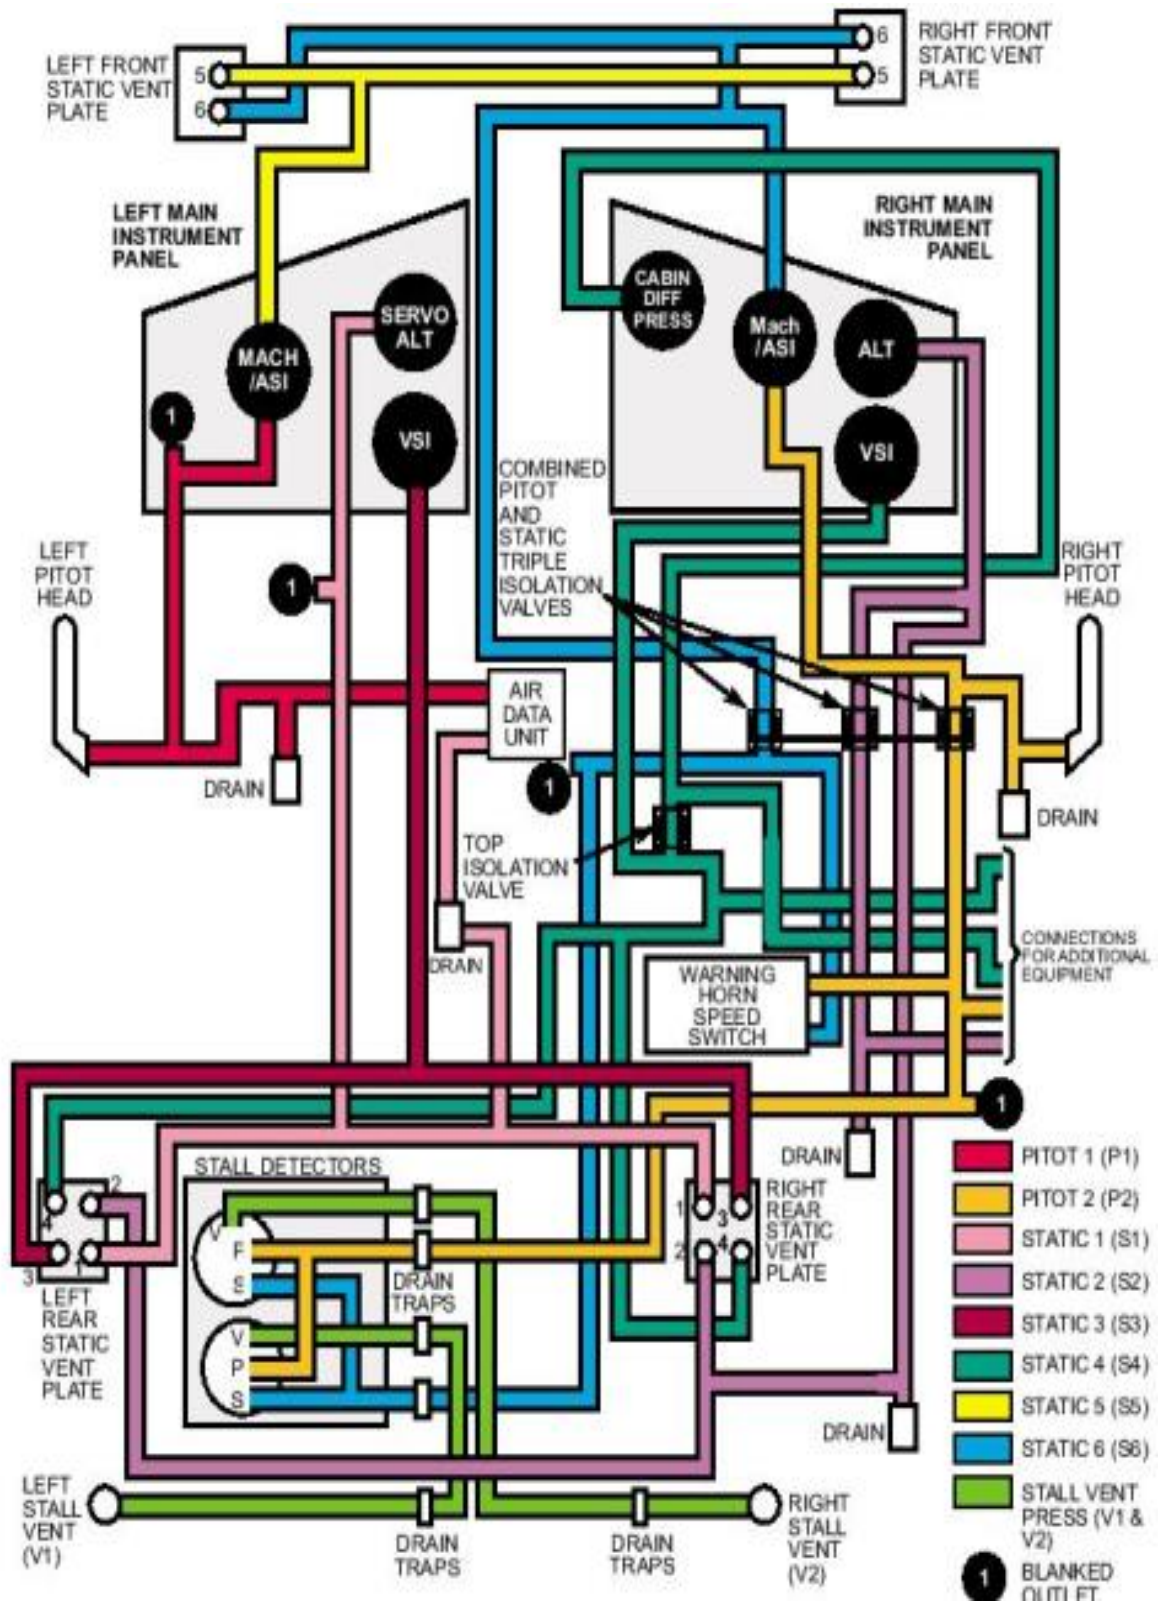 LEFT FRONT
STATIC VENT
PLATE
5
6
6
5
RIGHT FRONT
STATIC VENT
PLATE
LEFT MAIN
INSTRUMENT
PANEL
RIGHT MAIN
INSTRUMENT
PANEL
SERVO
ALT
MACH
/ASI
1
VSI
CABIN
DIFF
PRESS
Mach
/ASI
ALT
VSI
COMBINED
PITOT
AND
STATIC
TRIPLE
ISOLATION
VALVES
LEFT
PITOT
HEAD
1
RIGHT
PITOT
HEAD
AIR
DATA
UNIT
DRAIN
1
DRAIN
TOP
ISOLATION
VALVE
DRAIN
WARNING
HORN
SPEED
SWITCH
CONNECTIONS
FOR ADDITIONAL
EQUIPMENT
1
DRAIN
STALL DETECTORS
2
4
3
1
LEFT
REAR
STATIC
VENT
PLATE
V
P
S
V
P
S
DRAIN
TRAPS
1
3
2
4
RIGHT
REAR
STATIC
VENT
PLATE
DRAIN
LEFT
STALL
VENT
(V1)
DRAIN
TRAPS
DRAIN
TRAPS
RIGHT
STALL
VENT
(V2)
PITOT 1 (P1)
PITOT 2 (P2)
STATIC 1 (S1)
STATIC 2 (S2)
STATIC 3 (S3)
STATIC 4 (S4)
STATIC 5 (S5)
STATIC 6 (S6)
STALL VENT
PRESS (V1 &
V2)
1
BLANKED
OUTLET